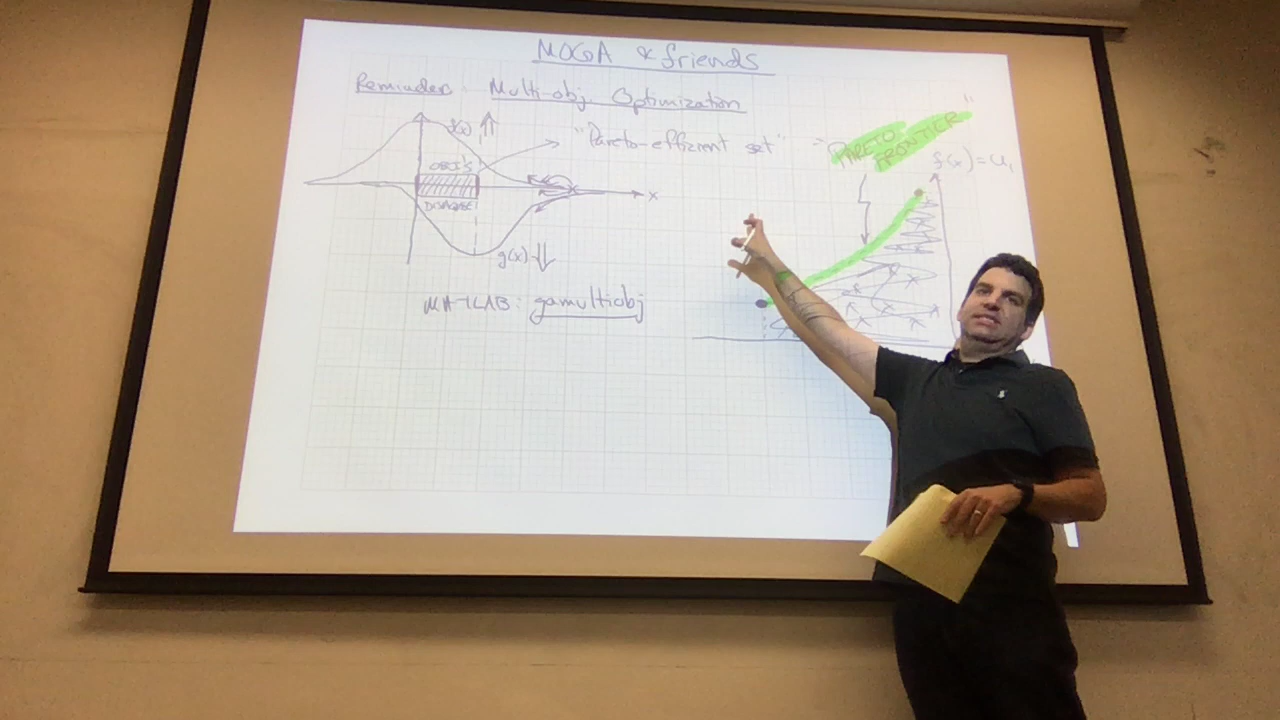 MOGA & friends
Reminder: Multi-obj. Optimization
f(x) ⇑
"Pareto-efficient set" = "PARETO FRONTIER"
f(x) = U₁
OBJ'S
DISAGREE
x
g(x) ⇓
MATLAB: gamultiobj